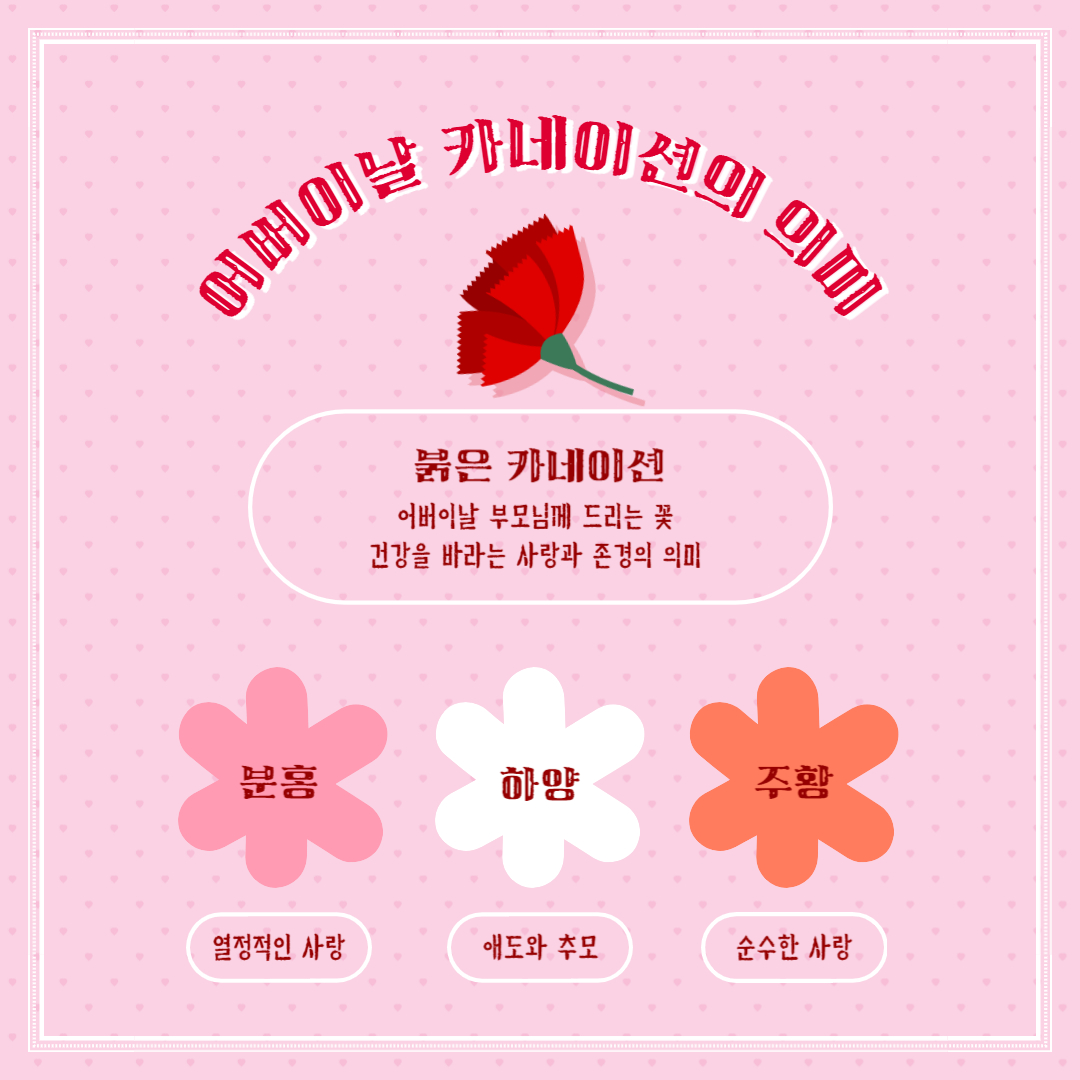 어버이날 카네이션의 의미
붉은 카네이션
어버이날 부모님께 드리는 꽃
건강을 바라는 사랑과 존경의 의미
분홍
하양
주황
열정적인 사랑
애도와 추모
순수한 사랑